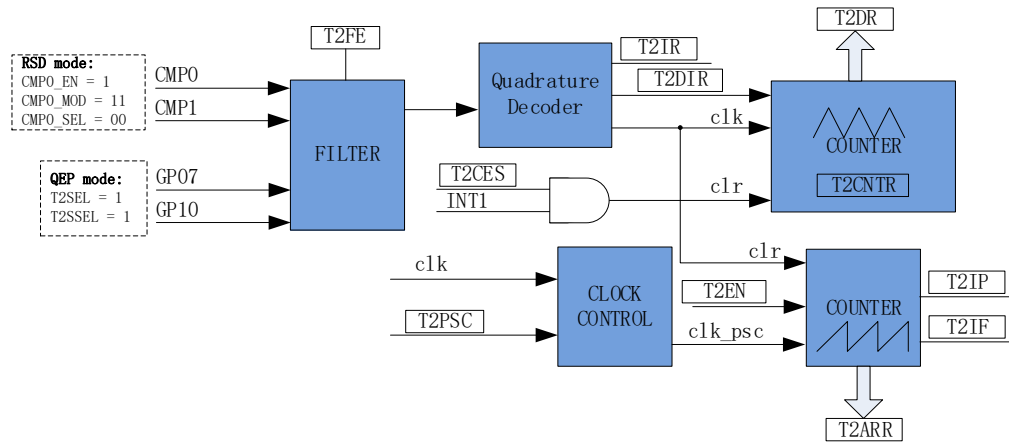 T2FE
T2DR
RSD mode:
CMP0_EN = 1
CMP0_MOD = 11
CMP0_SEL = 00
CMP0
CMP1
QEP mode:
T2SEL = 1
T2SSEL = 1
GP07
GP10
FILTER
Quadrature
Decoder
T2IR
T2DIR
clk
COUNTER
T2CNTR
T2CES
INT1
clr
clk
T2PSC
CLOCK
CONTROL
clr
T2EN
clk_psc
COUNTER
T2IP
T2IF
T2ARR